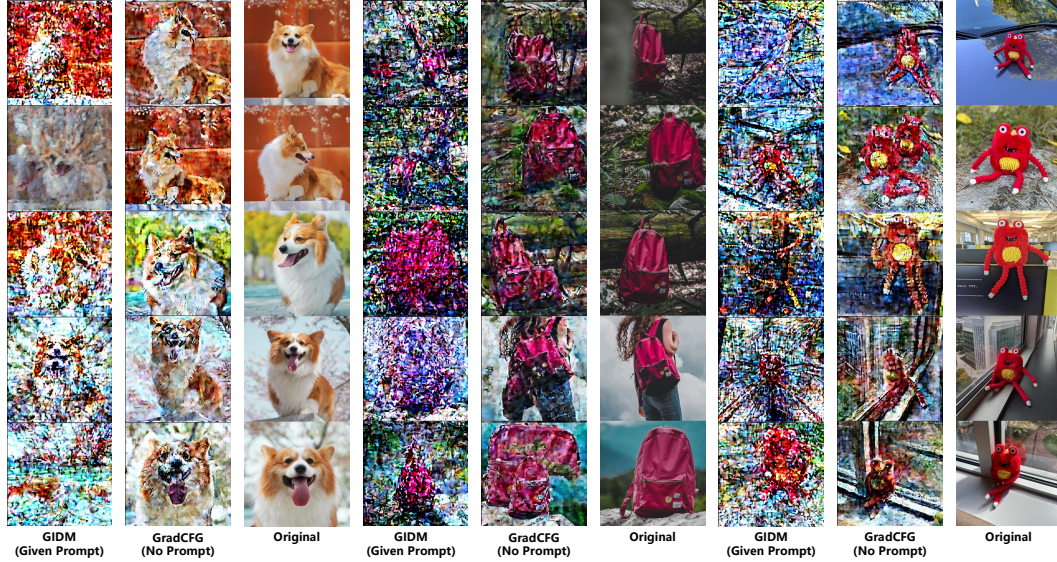 GIDM
(Given Prompt)
GradCFG
(No Prompt)
Original
GIDM
(Given Prompt)
GradCFG
(No Prompt)
Original
GIDM
(Given Prompt)
GradCFG
(No Prompt)
Original